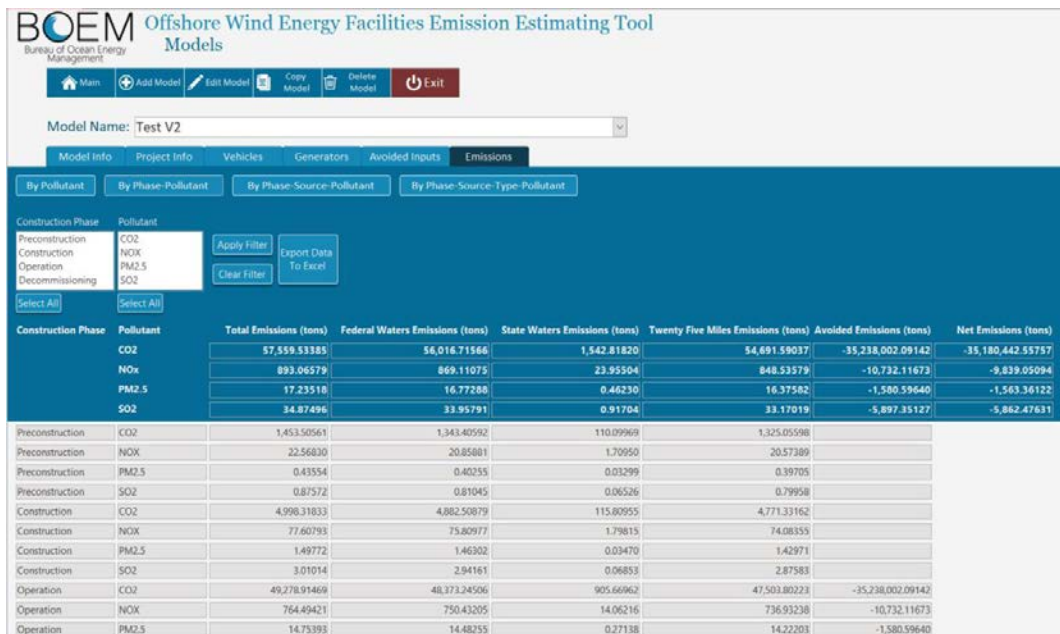 BOEM
Bureau of Ocean Energy
Management
Offshore Wind Energy Facilities Emission Estimating Tool
Models
Main Add Model Edit Model Copy Model Delete Model Exit
Model Name: Test V2
Model Info Project Info Vehicles Generators Avoided Inputs Emissions
By Pollutant By Phase-Pollutant By Phase-Source-Pollutant By Phase-Source-Type-Pollutant
Construction Phase Pollutant
Preconstruction CO2
Construction NOX
Operation PM2.5
Decommissioning SO2
Apply Filter
Clear Filter
Export Data
To Excel
Select All Select All
Construction Phase Pollutant Total Emissions (tons) Federal Waters Emissions (tons) State Waters Emissions (tons) Twenty Five Miles Emissions (tons) Avoided Emissions (tons) Net Emissions (tons)
CO2 57,559.53385 56,016.71566 1,542.81820 54,691.59037 -35,238,002.09142 -35,180,442.55757
NOx 893.06579 869.11075 23.95504 848.53579 -10,732.11673 -9,839.05094
PM2.5 17.23518 16.77288 0.46230 16.37582 -1,580.59640 -1,563.36122
SO2 34.87496 33.95791 0.91704 33.17019 -5,897.35127 -5,862.47631
Preconstruction CO2 1,453.50561 1,343.40592 110.09969 1,325.05598
Preconstruction NOX 22.56830 20.85881 1.70950 20.57389
Preconstruction PM2.5 0.43554 0.40255 0.03299 0.39705
Preconstruction SO2 0.87572 0.81045 0.06526 0.79958
Construction CO2 4,998.31833 4,882.50879 115.80955 4,771.33162
Construction NOX 77.60793 75.80977 1.79815 74.08355
Construction PM2.5 1.49772 1.46302 0.03470 1.42971
Construction SO2 3.01014 2.94161 0.06853 2.87583
Operation CO2 49,278.91469 48,373.24506 905.66962 47,503.80223 -35,238,002.09142
Operation NOX 764.49421 750.43205 14.06216 736.93238 -10,732.11673
Operation PM2.5 14.75393 14.48255 0.27138 14.22203 -1,580.59640